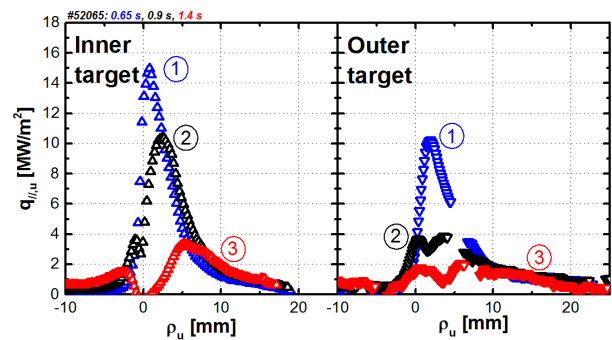 #52065: 0.65 s, 0.9 s, 1.4 s
18
16
14
12
10
8
6
4
2
0
q//,u [MW/m²]
Inner
target
1
2
3
-10 0 10 20
ρu [mm]
Outer
target
1
2
3
-10 0 10 20
ρu [mm]